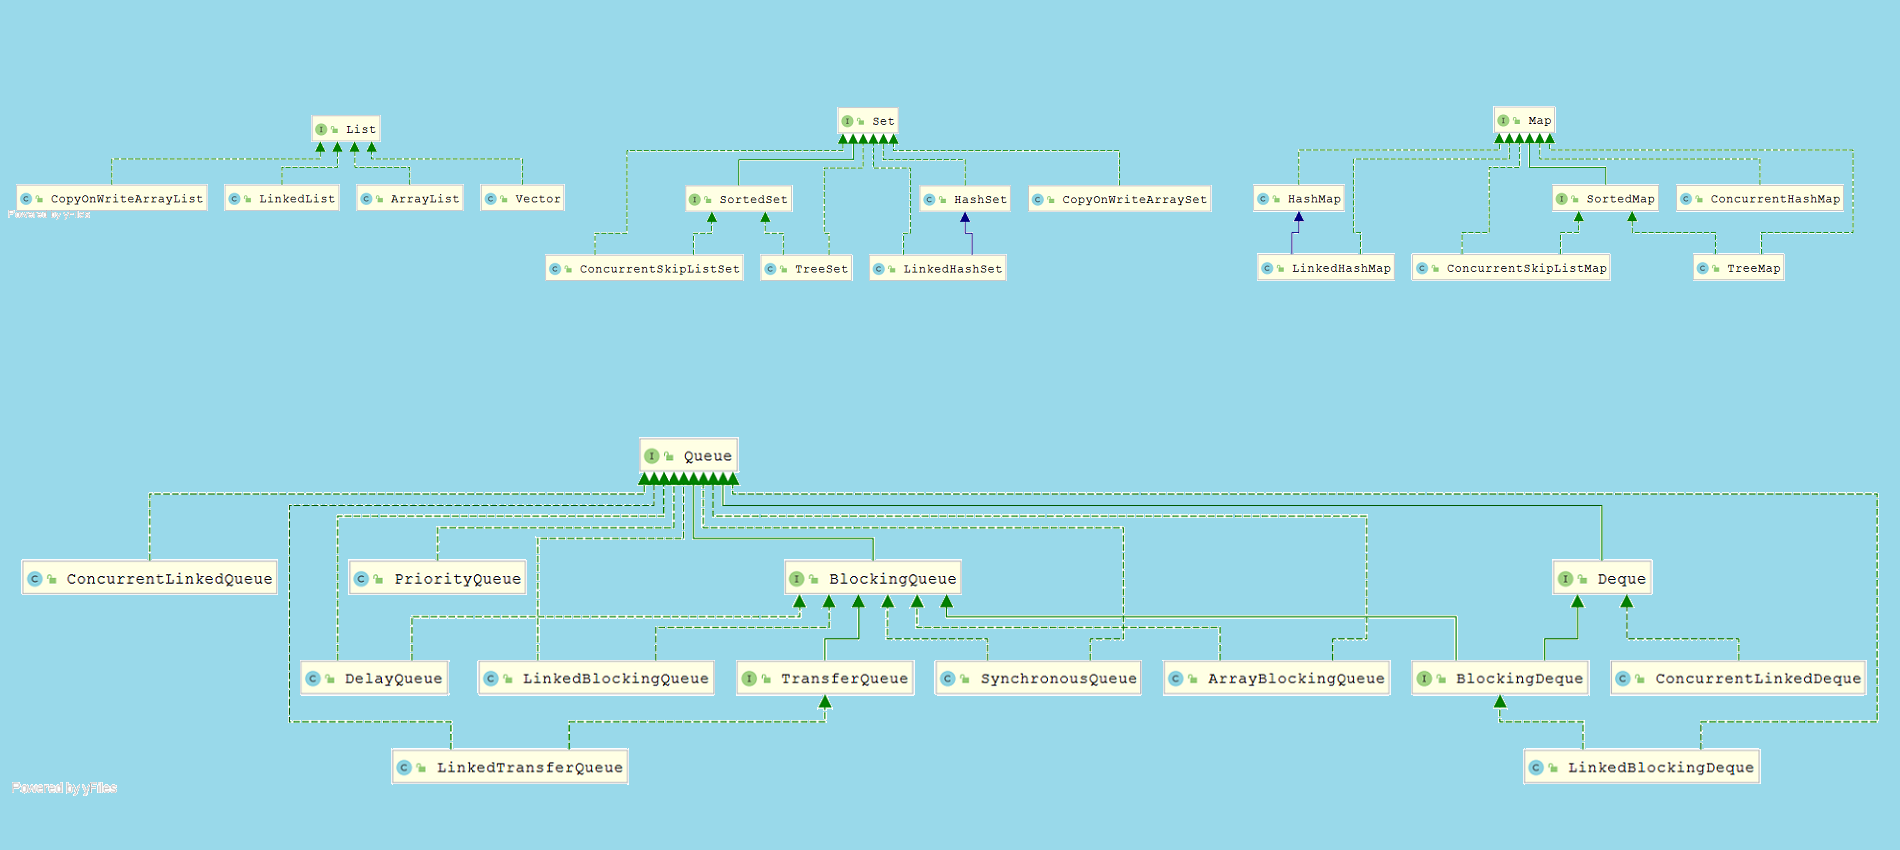 List
CopyOnWriteArrayList
LinkedList
ArrayList
Vector
Powered by yFiles
Set
SortedSet
HashSet
CopyOnWriteArraySet
ConcurrentSkipListSet
TreeSet
LinkedHashSet
Map
HashMap
SortedMap
ConcurrentHashMap
LinkedHashMap
ConcurrentSkipListMap
TreeMap
Queue
ConcurrentLinkedQueue
PriorityQueue
BlockingQueue
Deque
DelayQueue
LinkedBlockingQueue
TransferQueue
SynchronousQueue
ArrayBlockingQueue
BlockingDeque
ConcurrentLinkedDeque
LinkedTransferQueue
LinkedBlockingDeque
Powered by yFiles